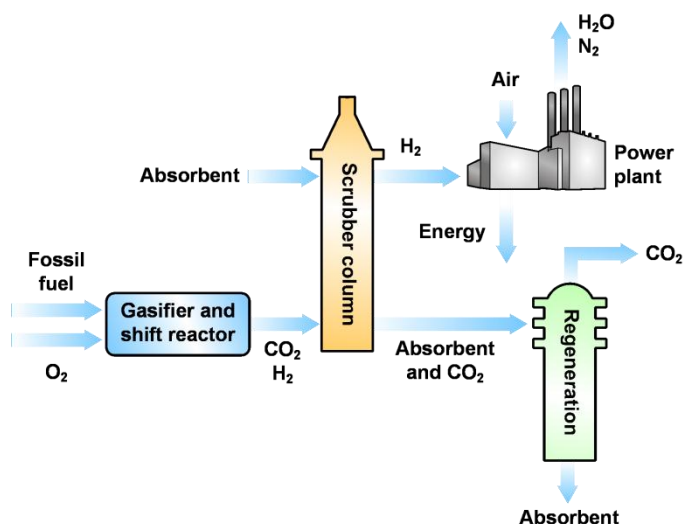 H₂O
N₂
Air
H₂
Power
plant
Absorbent
Scrubber column
Energy
CO₂
Fossil
fuel
Gasifier and
shift reactor
O₂
CO₂
H₂
Absorbent
and CO₂
Regeneration
Absorbent